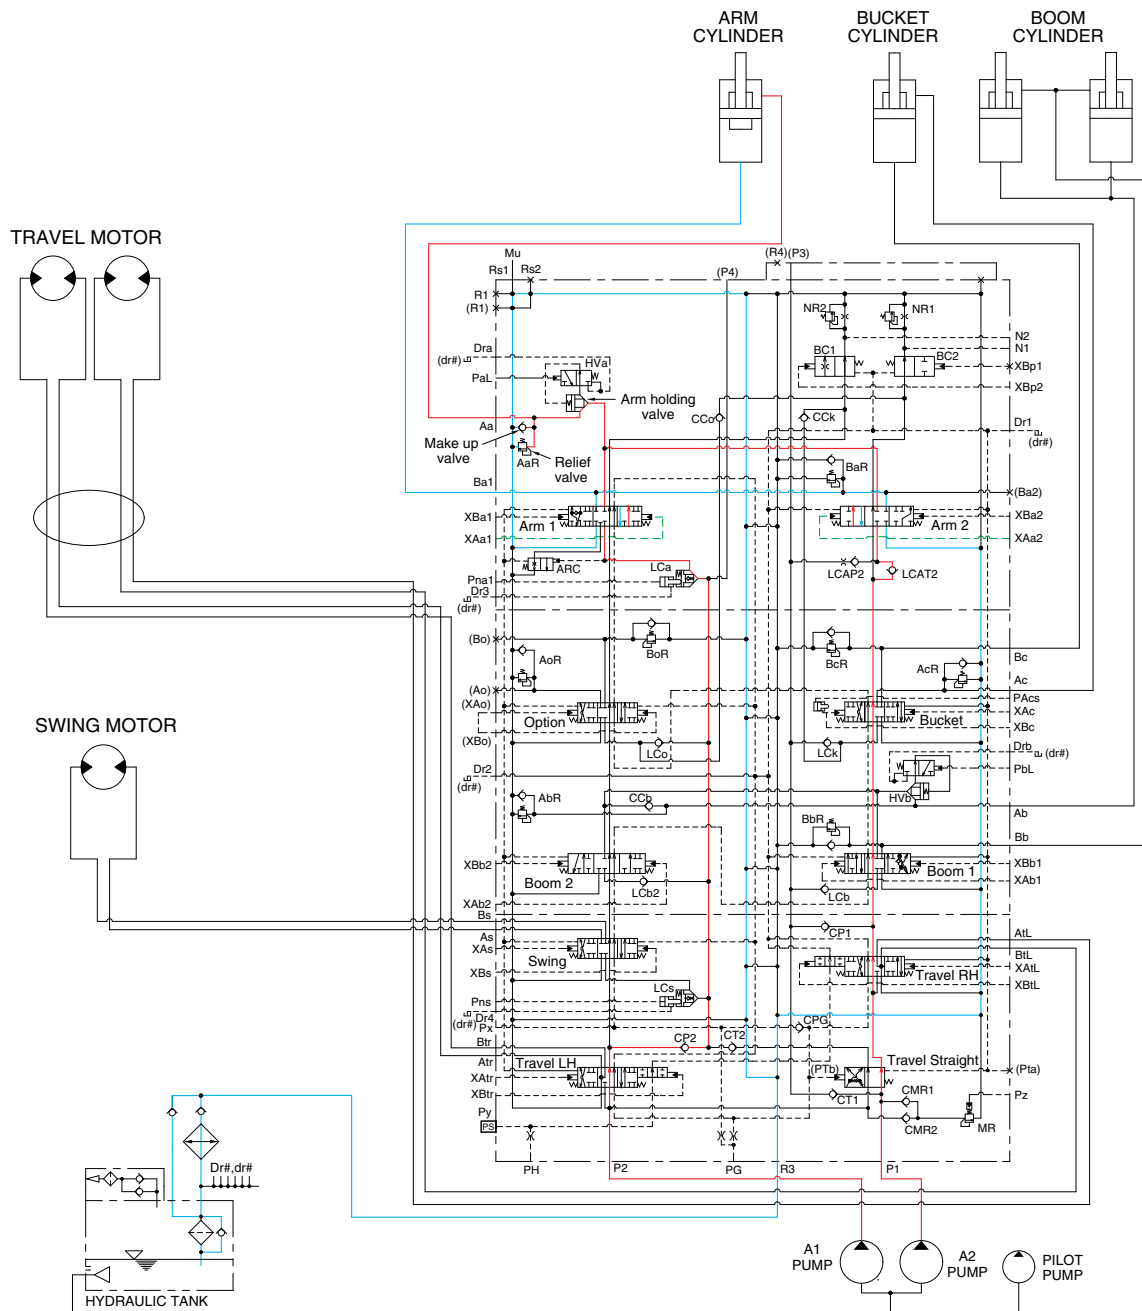 ARM
CYLINDER
BUCKET
CYLINDER
BOOM
CYLINDER
TRAVEL MOTOR
SWING MOTOR
Mu
Rs1
Rs2
(P4)
(R4)
(P3)
R1
(R1)
NR2
NR1
N2
N1
Dra
(dr#)
HVa
BC1
BC2
XBp1
PaL
XBp2
Arm holding
valve
CCo
CCk
Dr1
(dr#)
Aa
Make up
valve
AaR
Relief
valve
BaR
Ba1
(Ba2)
XBa1
Arm 1
Arm 2
XBa2
XAa1
XAa2
ARC
LCa
LCAP2
LCAT2
Pna1
Dr3
(dr#)
(Bo)
BoR
BcR
Bc
AoR
AcR
Ac
(Ao)
PAcs
(XAo)
Option
Bucket
XAc
XBc
(XBo)
LCo
LCk
Drb
(dr#)
Dr2
(dr#)
PbL
HVb
AbR
CCb
Ab
BbR
Bb
XBb2
Boom 2
Boom 1
XBb1
XAb1
LCb2
LCb
XAb2
Bs
CP1
AtL
As
XAs
Swing
BtL
Travel RH
XAtL
XBs
XBtL
LCs
Pns
Dr4
(dr#)
Px
CPG
Btr
CP2
CT2
Travel Straight
Atr
Travel LH
(PTb)
(Pta)
XAtr
XBtr
CT1
CMR1
Pz
Py
PS
CMR2
MR
PH
P2
PG
R3
P1
Dr#,dr#
A1
PUMP
A2
PUMP
PILOT
PUMP
HYDRAULIC TANK